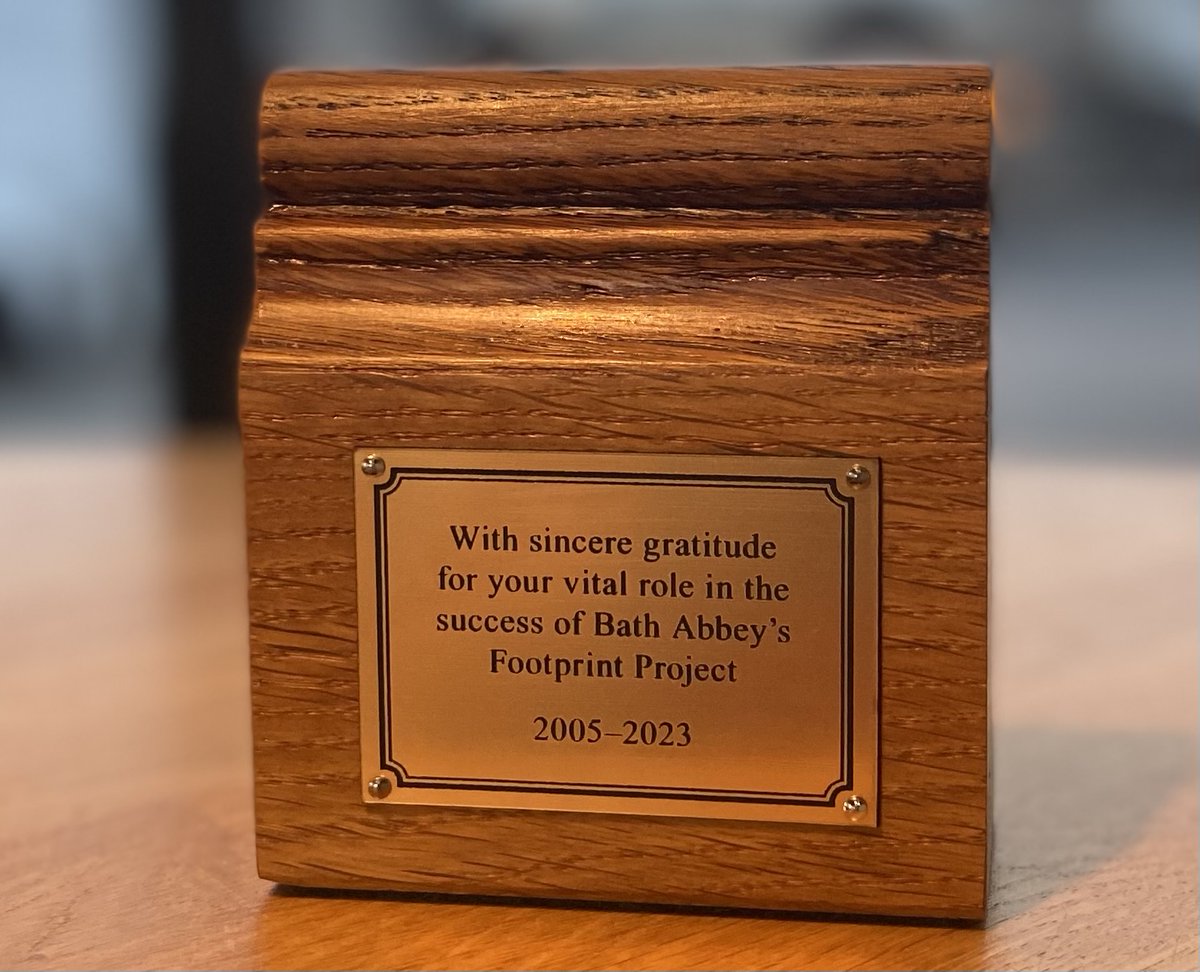 With sincere gratitude
for your vital role in the
success of Bath Abbey’s
Footprint Project
2005–2023